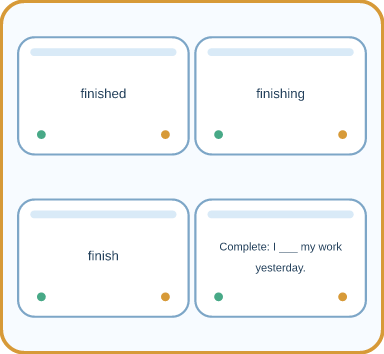 finished
finishing
finish
Complete: I ___ my work
yesterday.